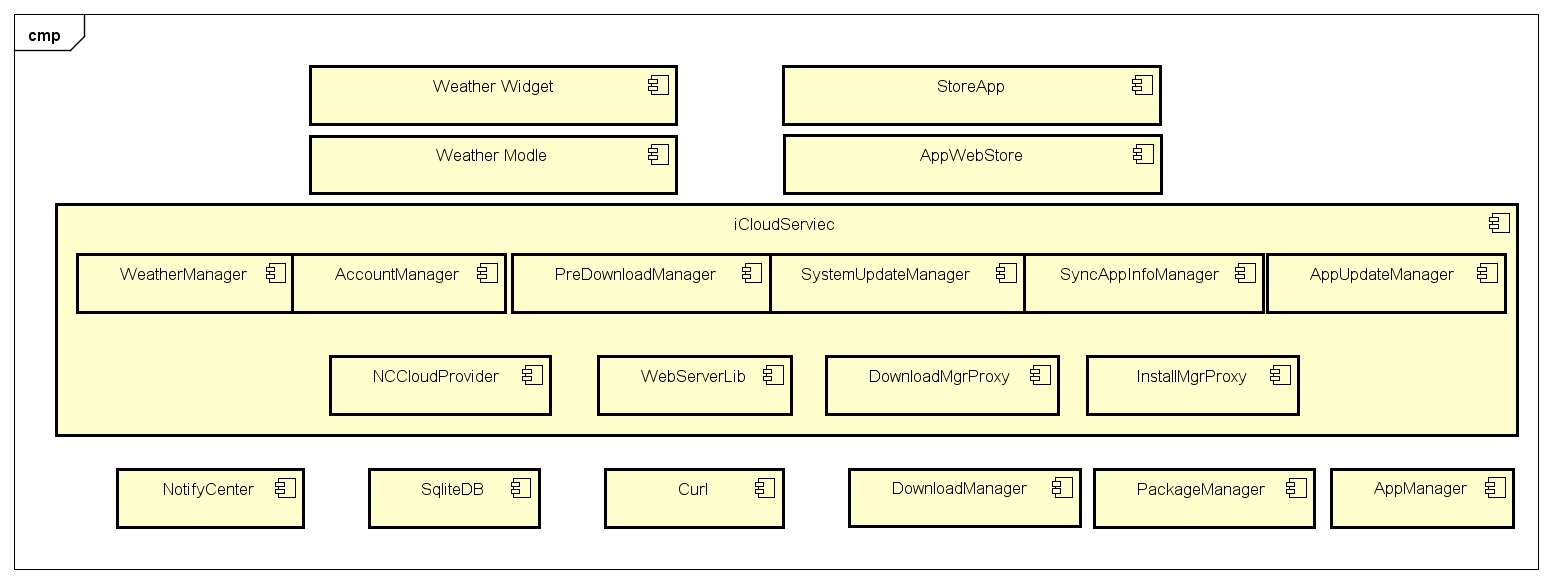 cmp
Weather Widget
StoreApp
Weather Modle
AppWebStore
iCloudServiec
WeatherManager
AccountManager
PreDownloadManager
SystemUpdateManager
SyncAppInfoManager
AppUpdateManager
NCCloudProvider
WebServerLib
DownloadMgrProxy
InstallMgrProxy
NotifyCenter
SqliteDB
Curl
DownloadManager
PackageManager
AppManager